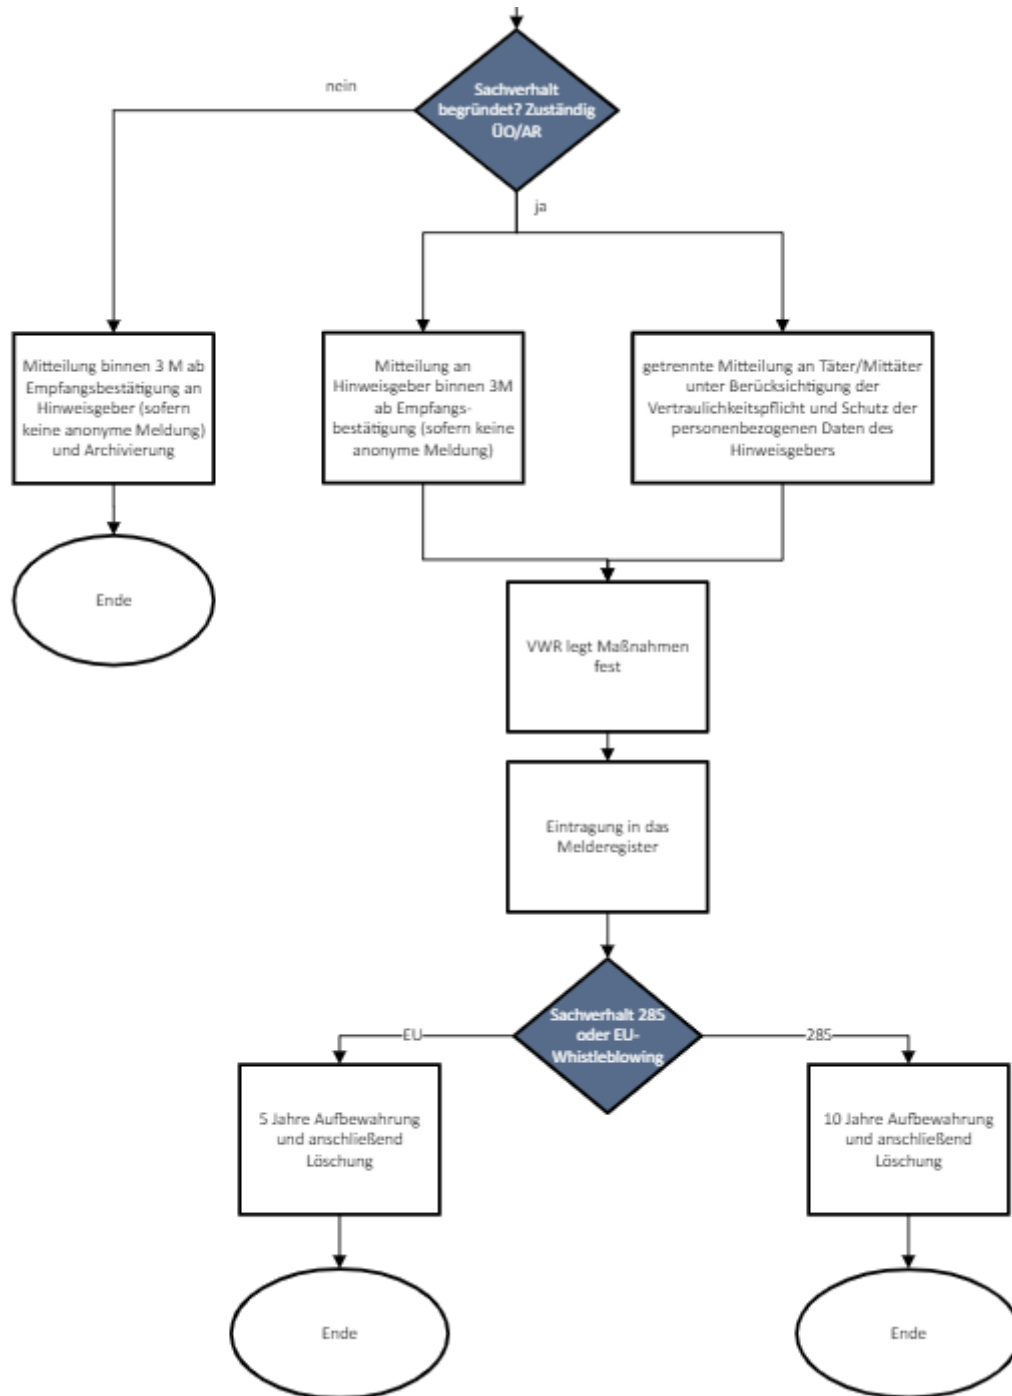 Sachverhalt
begründet? Zuständig
ÜO/AR
nein
ja
Mitteilung binnen 3 M ab
Empfangsbestätigung an
Hinweisgeber (sofern
keine anonyme Meldung)
und Archivierung
Mitteilung an
Hinweisgeber binnen 3M
ab Empfangs-
bestätigung (sofern keine
anonyme Meldung)
getrennte Mitteilung an Täter/Mittäter
unter Berücksichtigung der
Vertraulichkeitspflicht und Schutz der
personenbezogenen Daten des
Hinweisgebers
Ende
VWR legt Maßnahmen
fest
Eintragung in das
Melderegister
Sachverhalt 285
oder EU-
Whistleblowing
EU
285
5 Jahre Aufbewahrung
und anschließend
Löschung
10 Jahre Aufbewahrung
und anschließend
Löschung
Ende
Ende